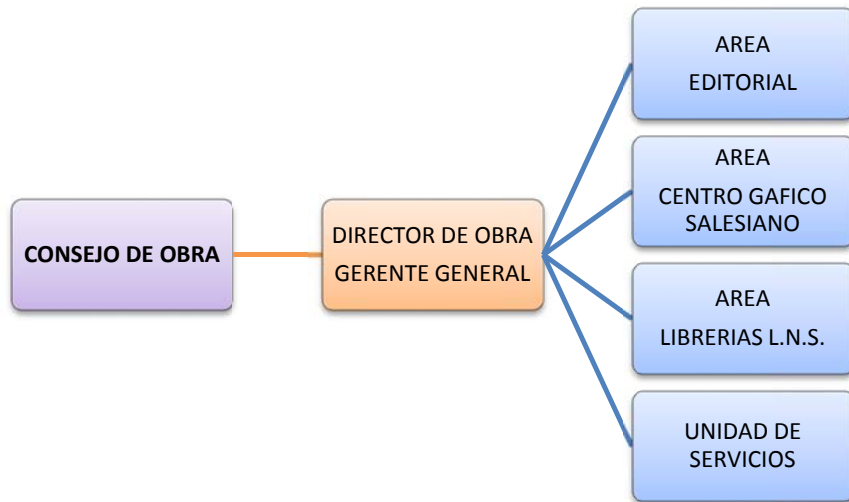 CONSEJO DE OBRA
DIRECTOR DE OBRA
GERENTE GENERAL
AREA
EDITORIAL
AREA
CENTRO GAFICO
SALESIANO
AREA
LIBRERIAS L.N.S.
UNIDAD DE
SERVICIOS